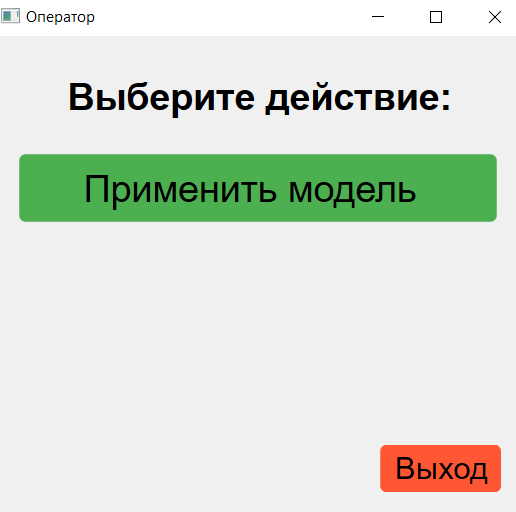 Оператор
Выберите действие:
Применить модель
Выход